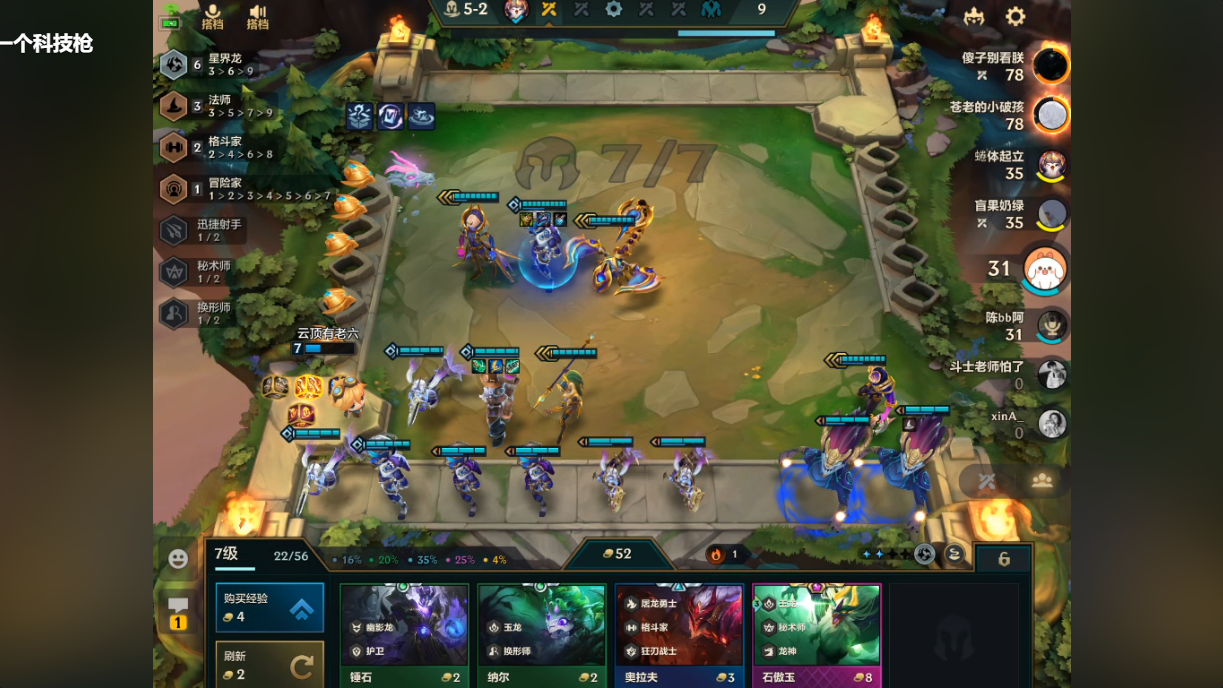 一个科技枪
搭档
搭档
5-2
9
6 星界龙
3 > 6 > 9
3 法师
3 > 5 > 7 > 9
2 格斗家
2 > 4 > 6 > 8
1 冒险家
1 > 2 > 3 > 4 > 5 > 6 > 7
迅捷射手
1 / 2
秘术师
1 / 2
换形师
1 / 2
7/7
云顶有老六
7
傻子别看朕
78
苍老的小破孩
78
蜷体起立
35
盲果奶绿
35
31
陈bb阿
31
斗士老师怕了
0
xinA_
0
7级
22/56
16%
20%
35%
25%
4%
52
1
6
1
购买经验
4
刷新
2
幽影龙
护卫
锤石
2
玉龙
换形师
纳尔
2
屠龙勇士
格斗家
狂刃战士
奥拉夫
3
3
玉龙
秘术师
龙神
石傲玉
8